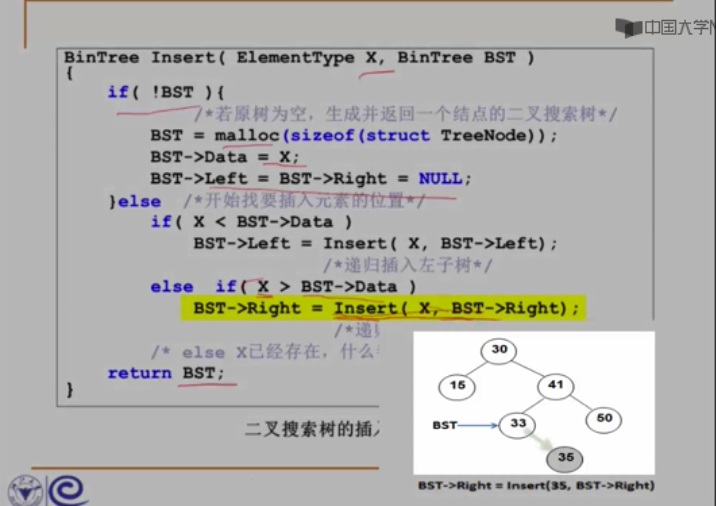 中国大学
BinTree Insert( ElementType X, BinTree BST )
{
if( !BST ){
/*若原树为空，生成并返回一个结点的二叉搜索树*/
BST = malloc(sizeof(struct TreeNode));
BST->Data = X;
BST->Left = BST->Right = NULL;
}else /*开始找要插入元素的位置*/
if( X < BST->Data )
BST->Left = Insert( X, BST->Left);
/*递归插入左子树*/
else if( X > BST->Data )
BST->Right = Insert( X, BST->Right);
/*递
/* else X已经存在，什么
return BST;
}
二叉搜索树的插
30
15
41
BST
33
50
35
BST->Right = Insert(35, BST->Right)